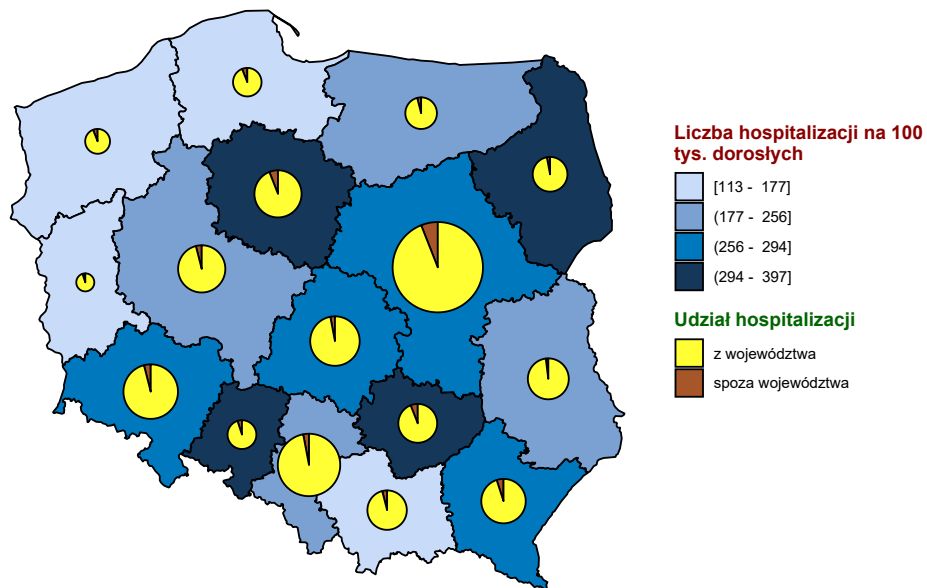 Liczba hospitalizacji na 100
tys. dorosłych
[113 - 177]
(177 - 256]
(256 - 294]
(294 - 397]
Udział hospitalizacji
z województwa
spoza województwa